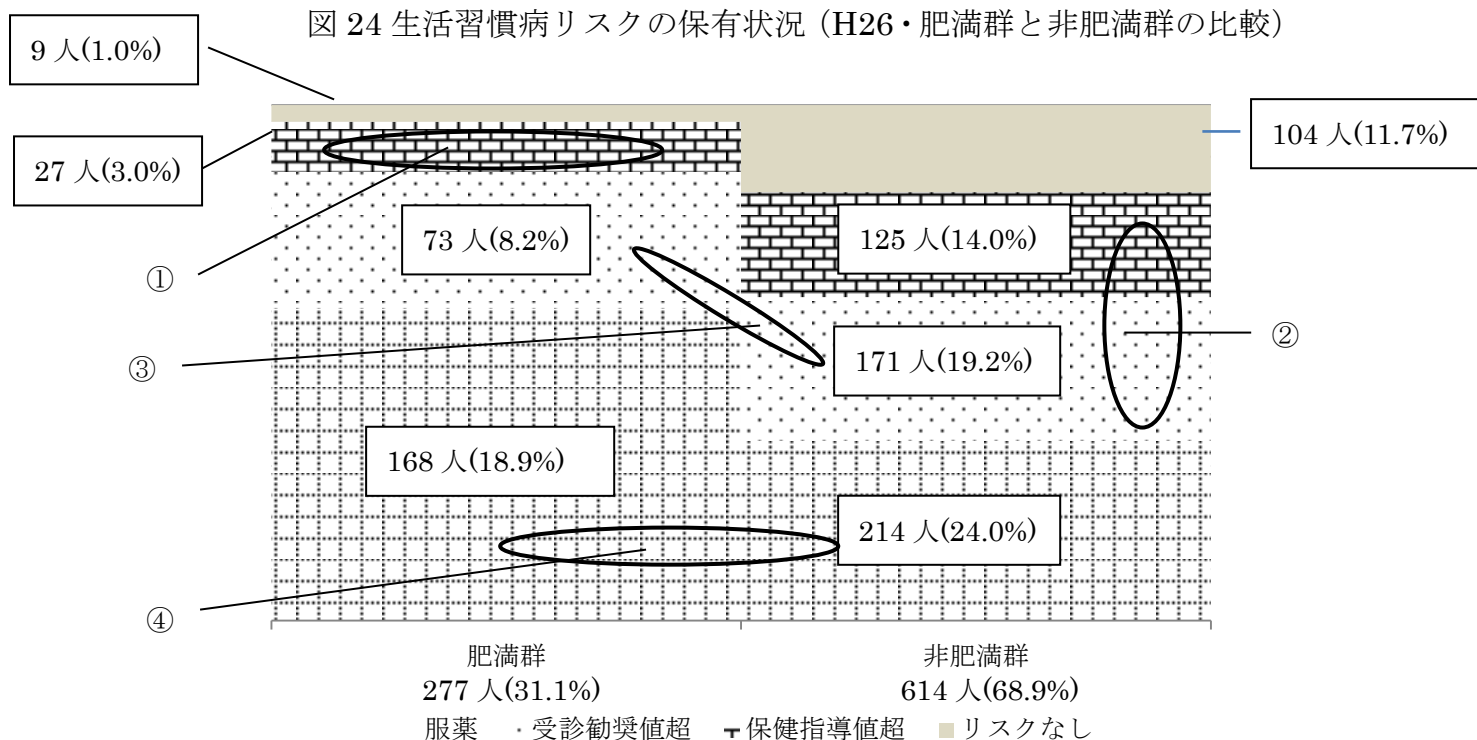 図 24 生活習慣病リスクの保有状況（H26・肥満群と非肥満群の比較）
9 人(1.0%)
104 人(11.7%)
27 人(3.0%)
73 人(8.2%)
125 人(14.0%)
①
②
③
171 人(19.2%)
168 人(18.9%)
214 人(24.0%)
④
肥満群
277 人(31.1%)
非肥満群
614 人(68.9%)
服薬 受診勧奨値超 保健指導値超 リスクなし